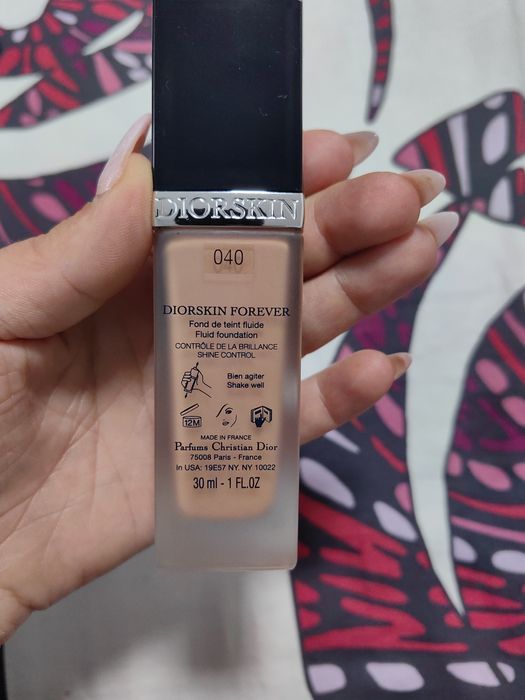 DIORSKIN
040
DIORSKIN FOREVER
Fond de teint fluide
Fluid foundation
CONTRÔLE DE LA BRILLANCE
SHINE CONTROL
Bien agiter
Shake well
12M
MADE IN FRANCE
Parfums Christian Dior
75008 Paris - France
In USA: 19E57 NY. NY 10022
30 ml - 1 FL.OZ